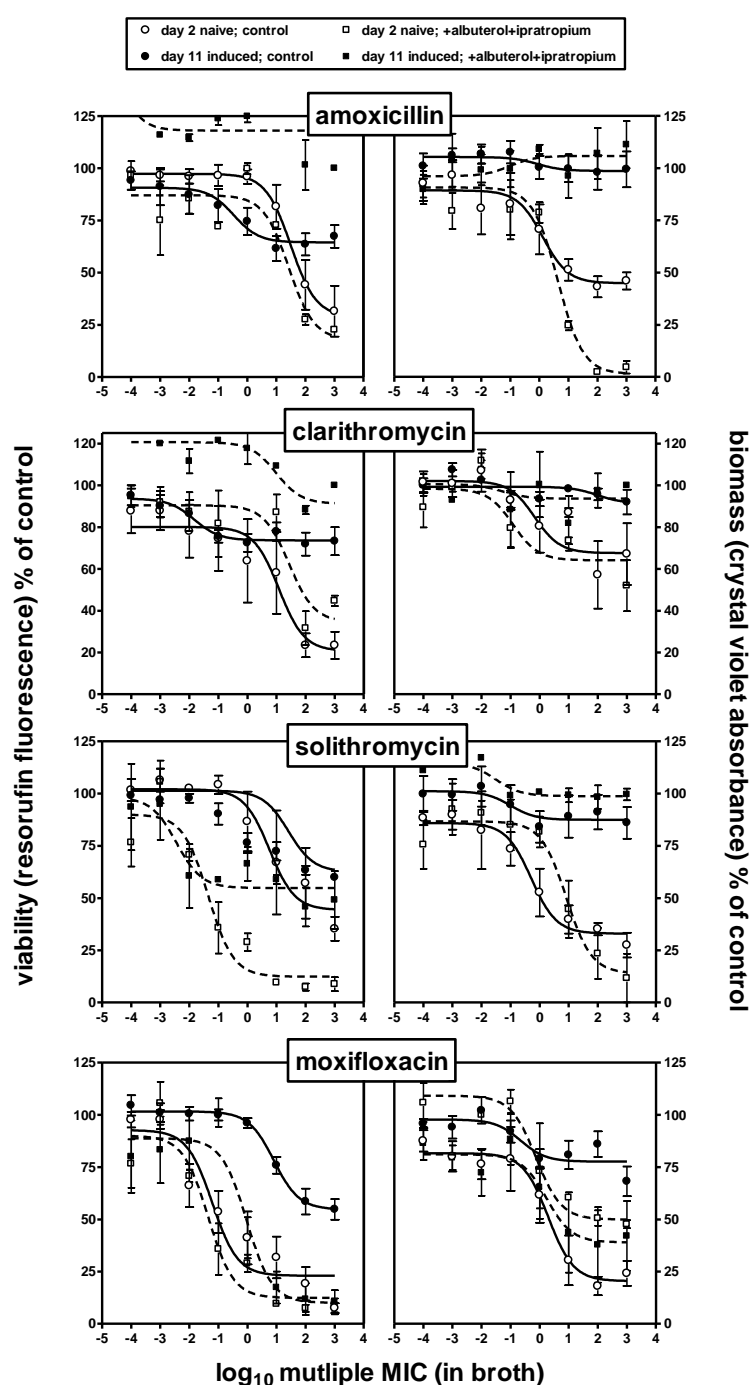 day 2 naive; control
day 2 naive; +albuterol+ipratropium
day 11 induced; control
day 11 induced; +albuterol+ipratropium
amoxicillin
125
100
75
50
25
0
-5 -4 -3 -2 -1 0 1 2 3 4
-5 -4 -3 -2 -1 0 1 2 3 4
125
100
75
50
25
0
clarithromycin
120
100
80
60
40
20
0
-5 -4 -3 -2 -1 0 1 2 3 4
-5 -4 -3 -2 -1 0 1 2 3 4
120
100
80
60
40
20
0
solithromycin
125
100
75
50
25
0
-5 -4 -3 -2 -1 0 1 2 3 4
-5 -4 -3 -2 -1 0 1 2 3 4
125
100
75
50
25
0
moxifloxacin
125
100
75
50
25
0
-5 -4 -3 -2 -1 0 1 2 3 4
-5 -4 -3 -2 -1 0 1 2 3 4
125
100
75
50
25
0
viability (resorufin fluorescence) % of control
biomass (crystal violet absorbance) % of control
log10 mutliple MIC (in broth)